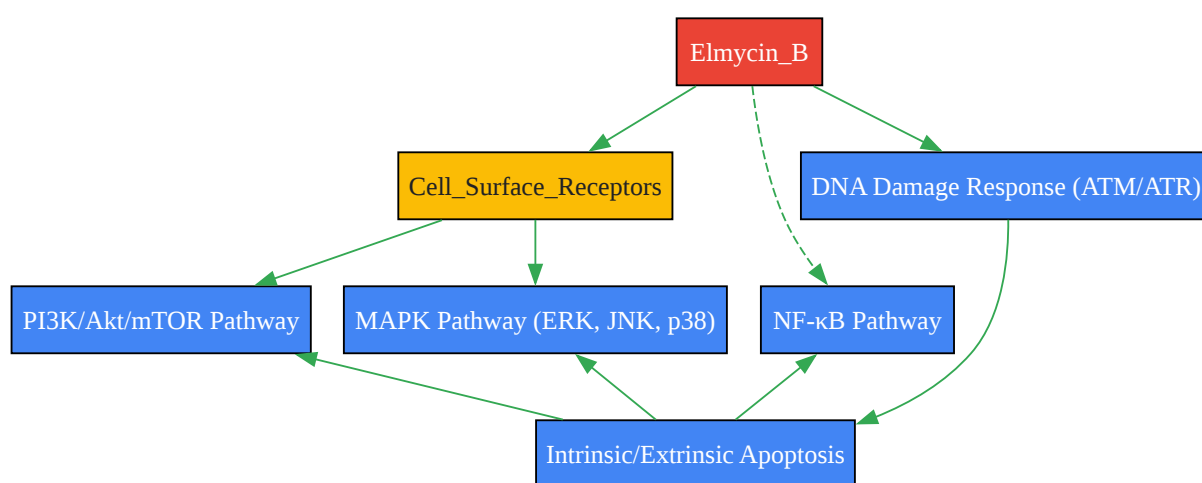 Elmycin_B
Cell_Surface_Receptors
DNA Damage Response (ATM/ATR)
PI3K/Akt/mTOR Pathway
MAPK Pathway (ERK, JNK, p38)
NF-κB Pathway
Intrinsic/Extrinsic Apoptosis